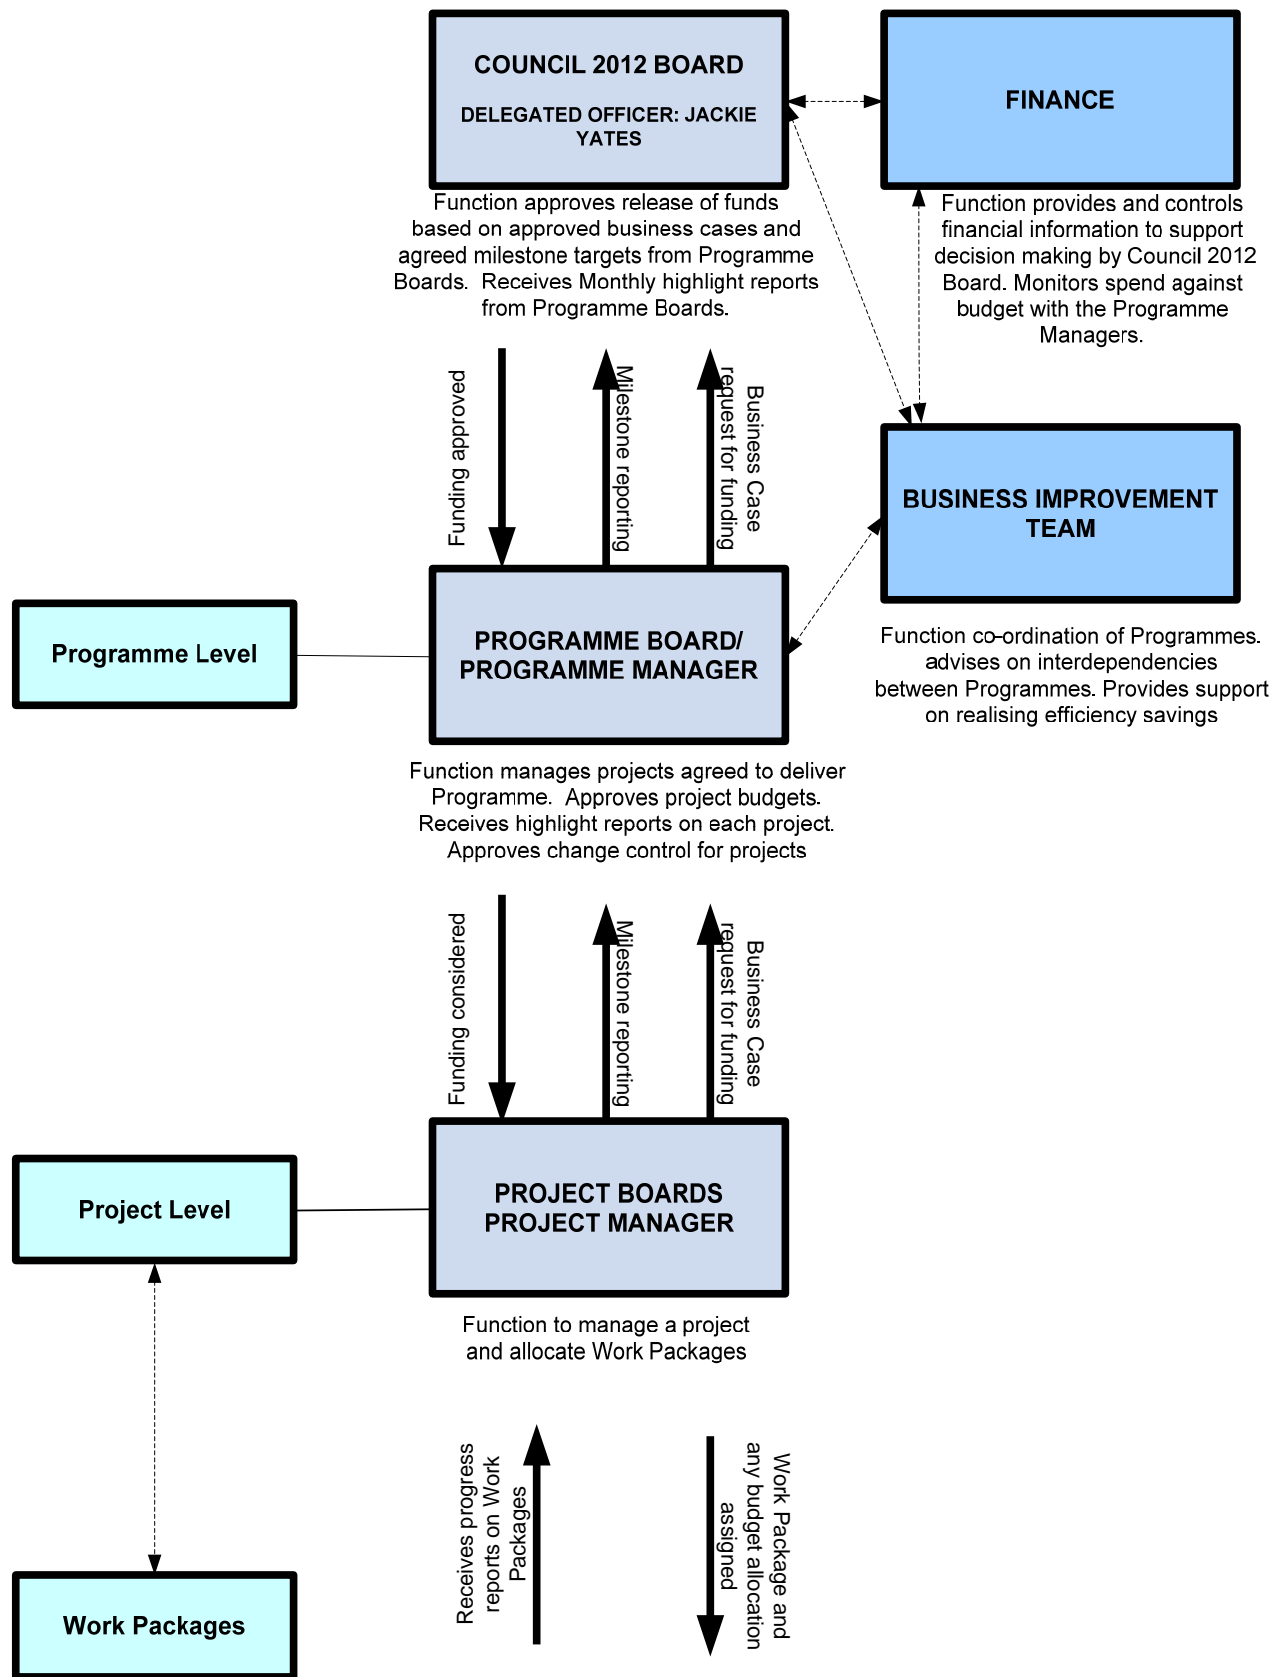 COUNCIL 2012 BOARD
DELEGATED OFFICER: JACKIE
YATES
FINANCE
Function approves release of funds
based on approved business cases and
agreed milestone targets from Programme
Boards.  Receives Monthly highlight reports
from Programme Boards.
Function provides and controls
financial information to support
decision making by Council 2012
Board. Monitors spend against
budget with the Programme
Managers.
Funding approved
Milestone reporting
Business Case
request for funding
BUSINESS IMPROVEMENT
TEAM
Function co-ordination of Programmes.
advises on interdependencies
between Programmes. Provides support
on realising efficiency savings
Programme Level
PROGRAMME BOARD/
PROGRAMME MANAGER
Function manages projects agreed to deliver
Programme.  Approves project budgets.
Receives highlight reports on each project.
Approves change control for projects
Funding considered
Milestone reporting
Business Case
request for funding
Project Level
PROJECT BOARDS
PROJECT MANAGER
Function to manage a project
and allocate Work Packages
Receives progress
reports on Work
Packages
Work Package and
any budget allocation
assigned
Work Packages